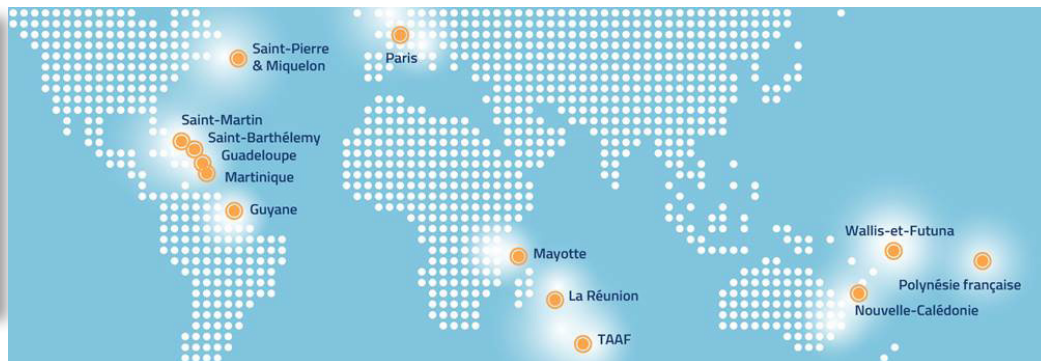 Saint-Pierre
& Miquelon
Paris
Saint-Martin
Saint-Barthélemy
Guadeloupe
Martinique
Guyane
Mayotte
La Réunion
TAAF
Wallis-et-Futuna
Polynésie française
Nouvelle-Calédonie